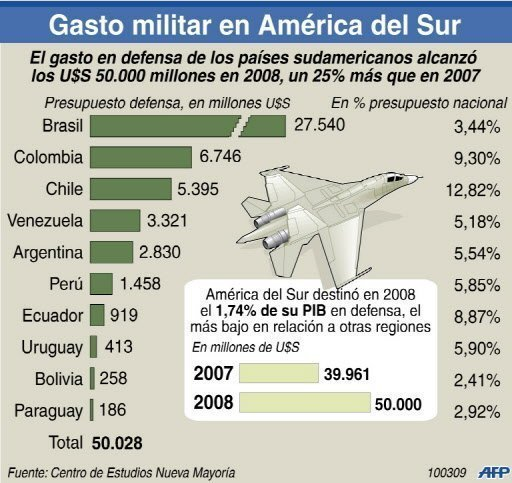 Gasto militar en América del Sur
El gasto en defensa de los países sudamericanos alcanzó
los U$S 50.000 millones en 2008, un 25% más que en 2007
Presupuesto defensa, en millones U$S En % presupuesto nacional
Brasil 27.540 3,44%
Colombia 6.746 9,30%
Chile 5.395 12,82%
Venezuela 3.321 5,18%
Argentina 2.830 5,54%
Perú 1.458 5,85%
Ecuador 919 8,87%
Uruguay 413 5,90%
Bolivia 258 2,41%
Paraguay 186 2,92%
Total 50.028
América del Sur destinó en 2008
el 1,74% de su PIB en defensa, el
más bajo en relación a otras regiones
En millones de U$S
2007 39.961
2008 50.000
Fuente: Centro de Estudios Nueva Mayoría 100309 AFP